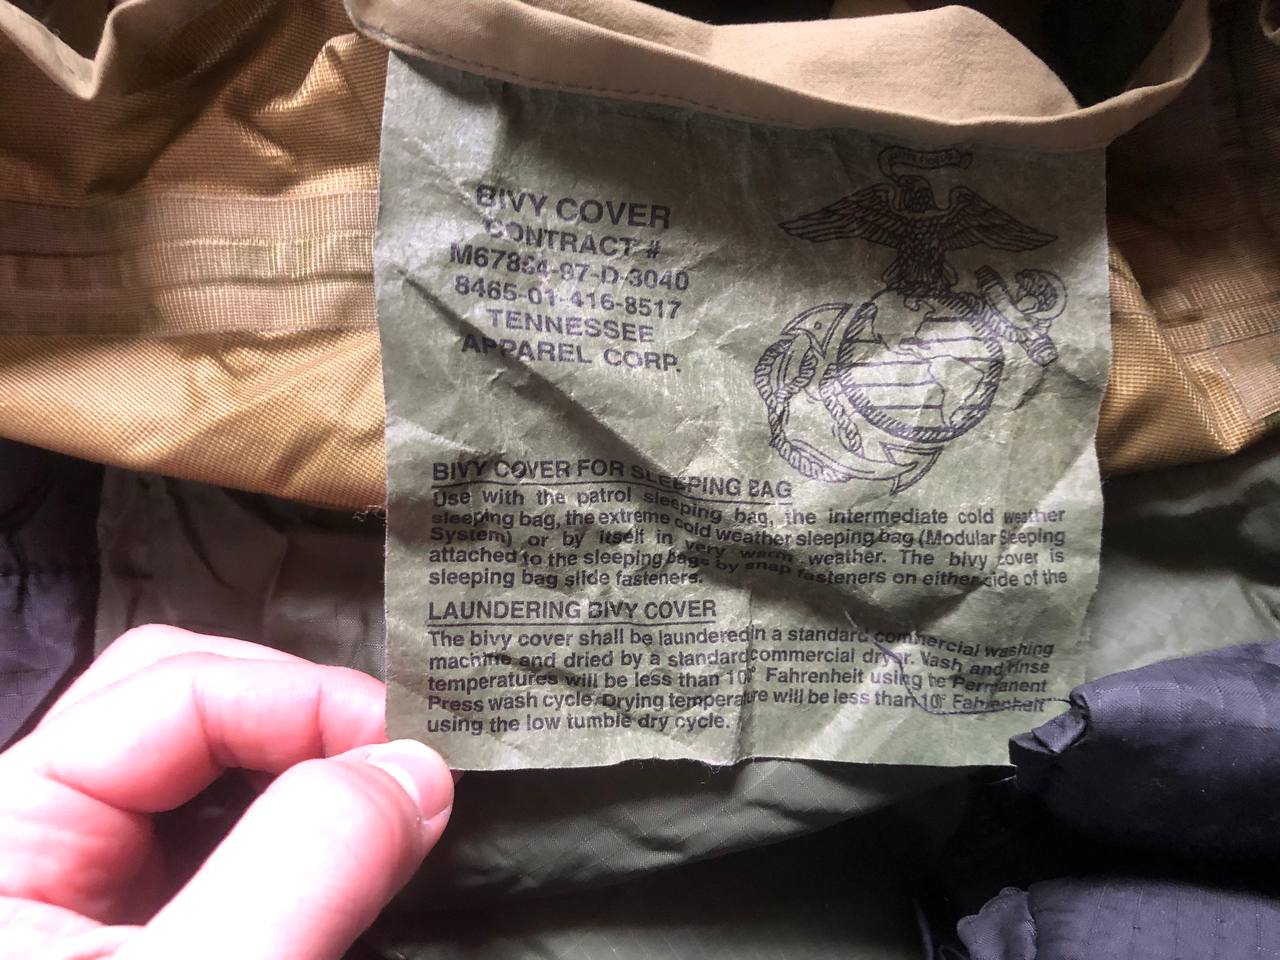 BIVY COVER
CONTRACT #
M67854-97-D-3040
8465-01-416-8517
TENNESSEE
APPAREL CORP.
BIVY COVER FOR SLEEPING BAG
Use with the patrol sleeping bag, the intermediate cold weather
sleeping bag, the extreme cold weather sleeping bag (Modular Sleeping
System) or by itself in very warm weather. The bivy cover is
attached to the sleeping bags by snap fasteners on either side of the
sleeping bag slide fasteners.
LAUNDERING BIVY COVER
The bivy cover shall be laundered in a standard commercial washing
machine and dried by a standard commercial dryer. Wash and rinse
temperatures will be less than Fahrenheit using the Permanent
Press wash cycle. Drying temperature will be less than Fahrenheit
using the low tumble dry cycle.